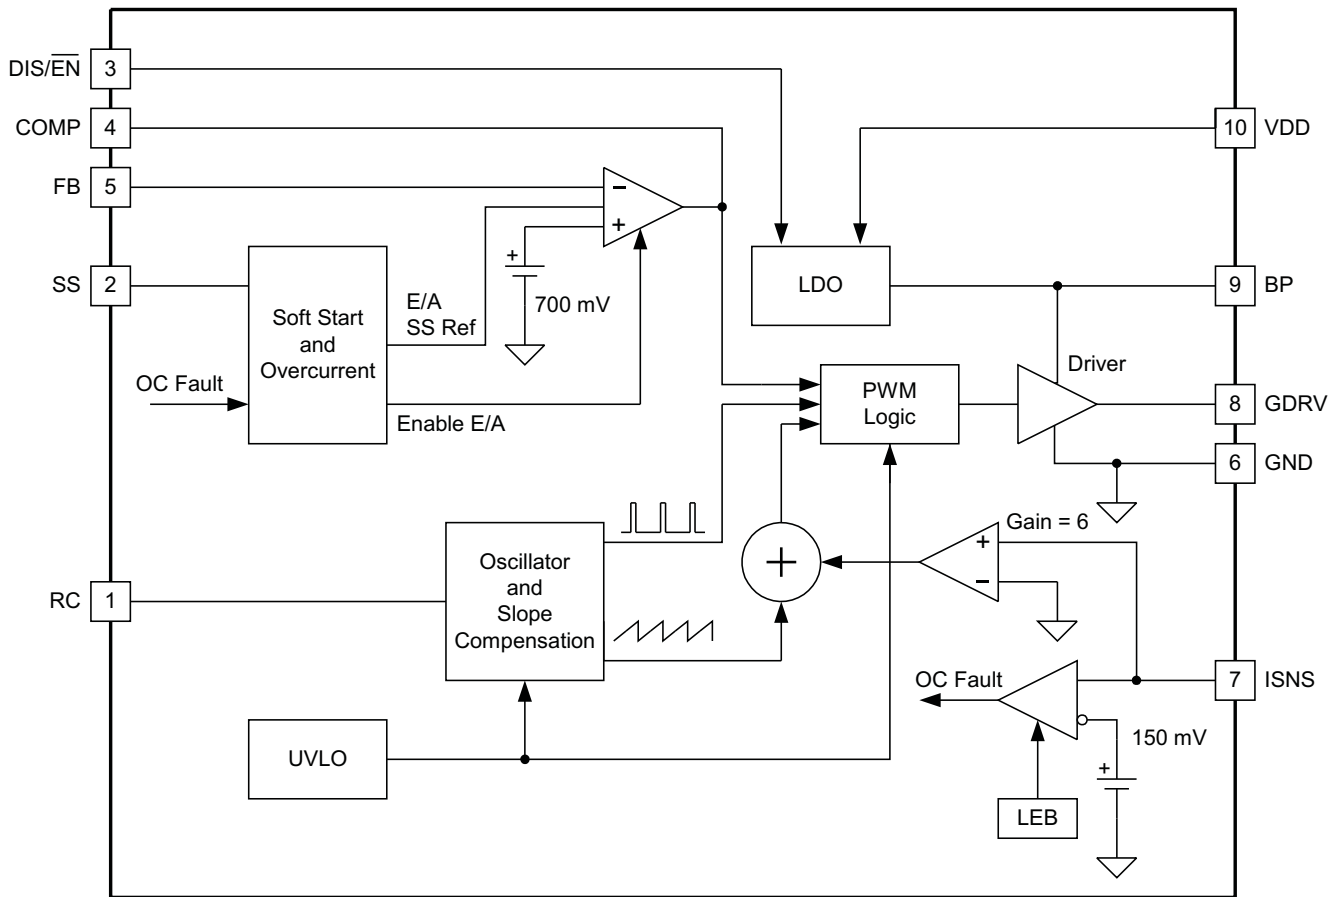 DIS/EN 3
COMP 4
10 VDD
FB 5
−
+
+
700 mV
SS 2
Soft Start
and
Overcurrent
E/A
SS Ref
OC Fault
Enable E/A
LDO
9 BP
Driver
PWM
Logic
8 GDRV
6 GND
Gain = 6
+
+
−
Oscillator
and
Slope
Compensation
RC 1
OC Fault
7 ISNS
150 mV
+
UVLO
LEB